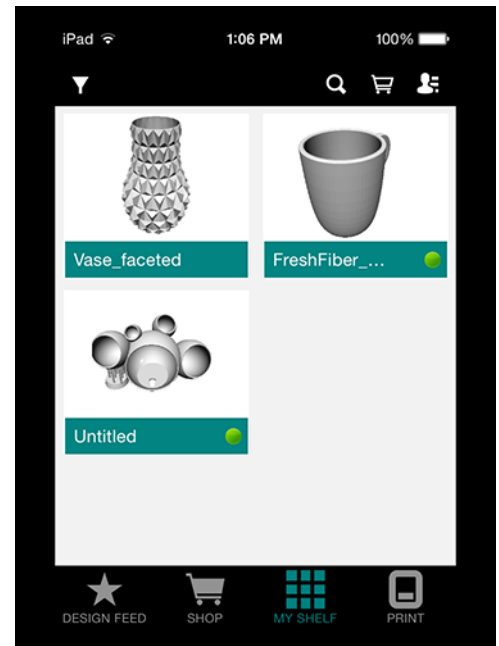 iPad 1:06 PM 100%
Vase_faceted FreshFiber_...
Untitled
DESIGN FEED SHOP MY SHELF PRINT